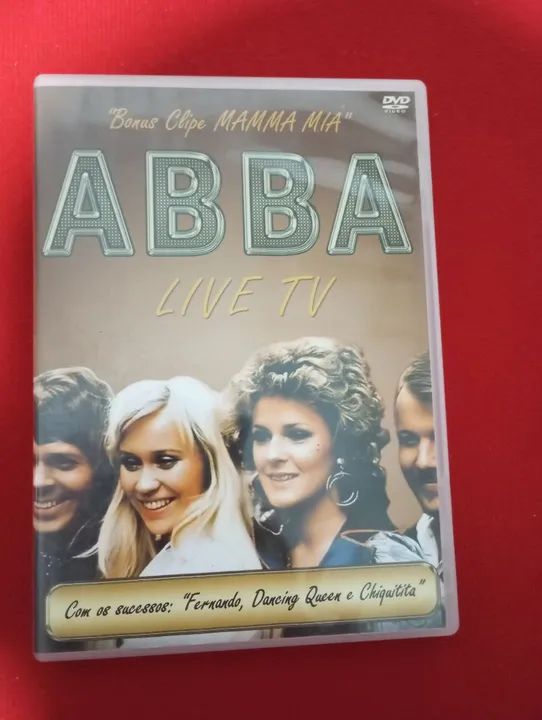 "Bonus Clipe MAMMA MIA"
DVD
VIDEO
ABBA
LIVE TV
Com os sucessos: "Fernando, Dancing Queen e Chiquitita"